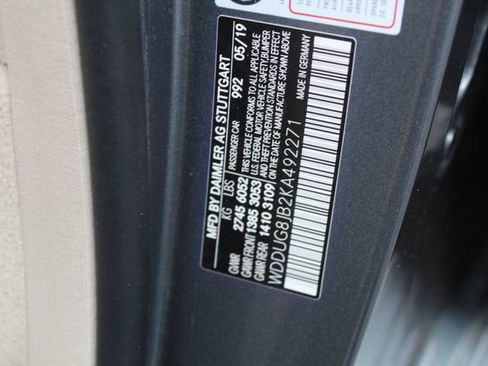 MFD BY DAIMLER AG STUTTGART
PASSENGER CAR 992 05/19
KG LBS
GAWR 2745 6052
GAWR FRONT 1385 3053
GAWR REAR 1410 3109
THIS VEHICLE CONFORMS TO ALL APPLICABLE
U.S. FEDERAL MOTOR VEHICLE SAFETY, BUMPER
AND THEFT PREVENTION STANDARDS IN EFFECT
ON THE DATE OF MANUFACTURE SHOWN ABOVE
WDDUG8JB2KA492271 MADE IN GERMANY